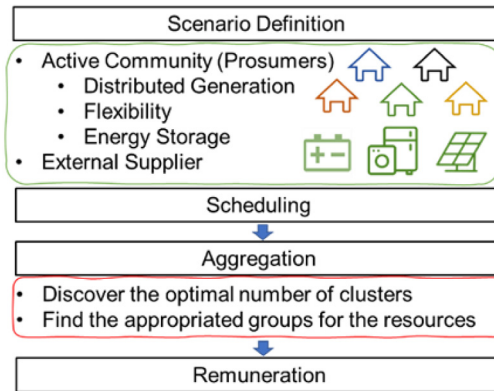 Scenario Definition
• Active Community (Prosumers)
• Distributed Generation
• Flexibility
• Energy Storage
• External Supplier
Scheduling
Aggregation
• Discover the optimal number of clusters
• Find the appropriated groups for the resources
Remuneration